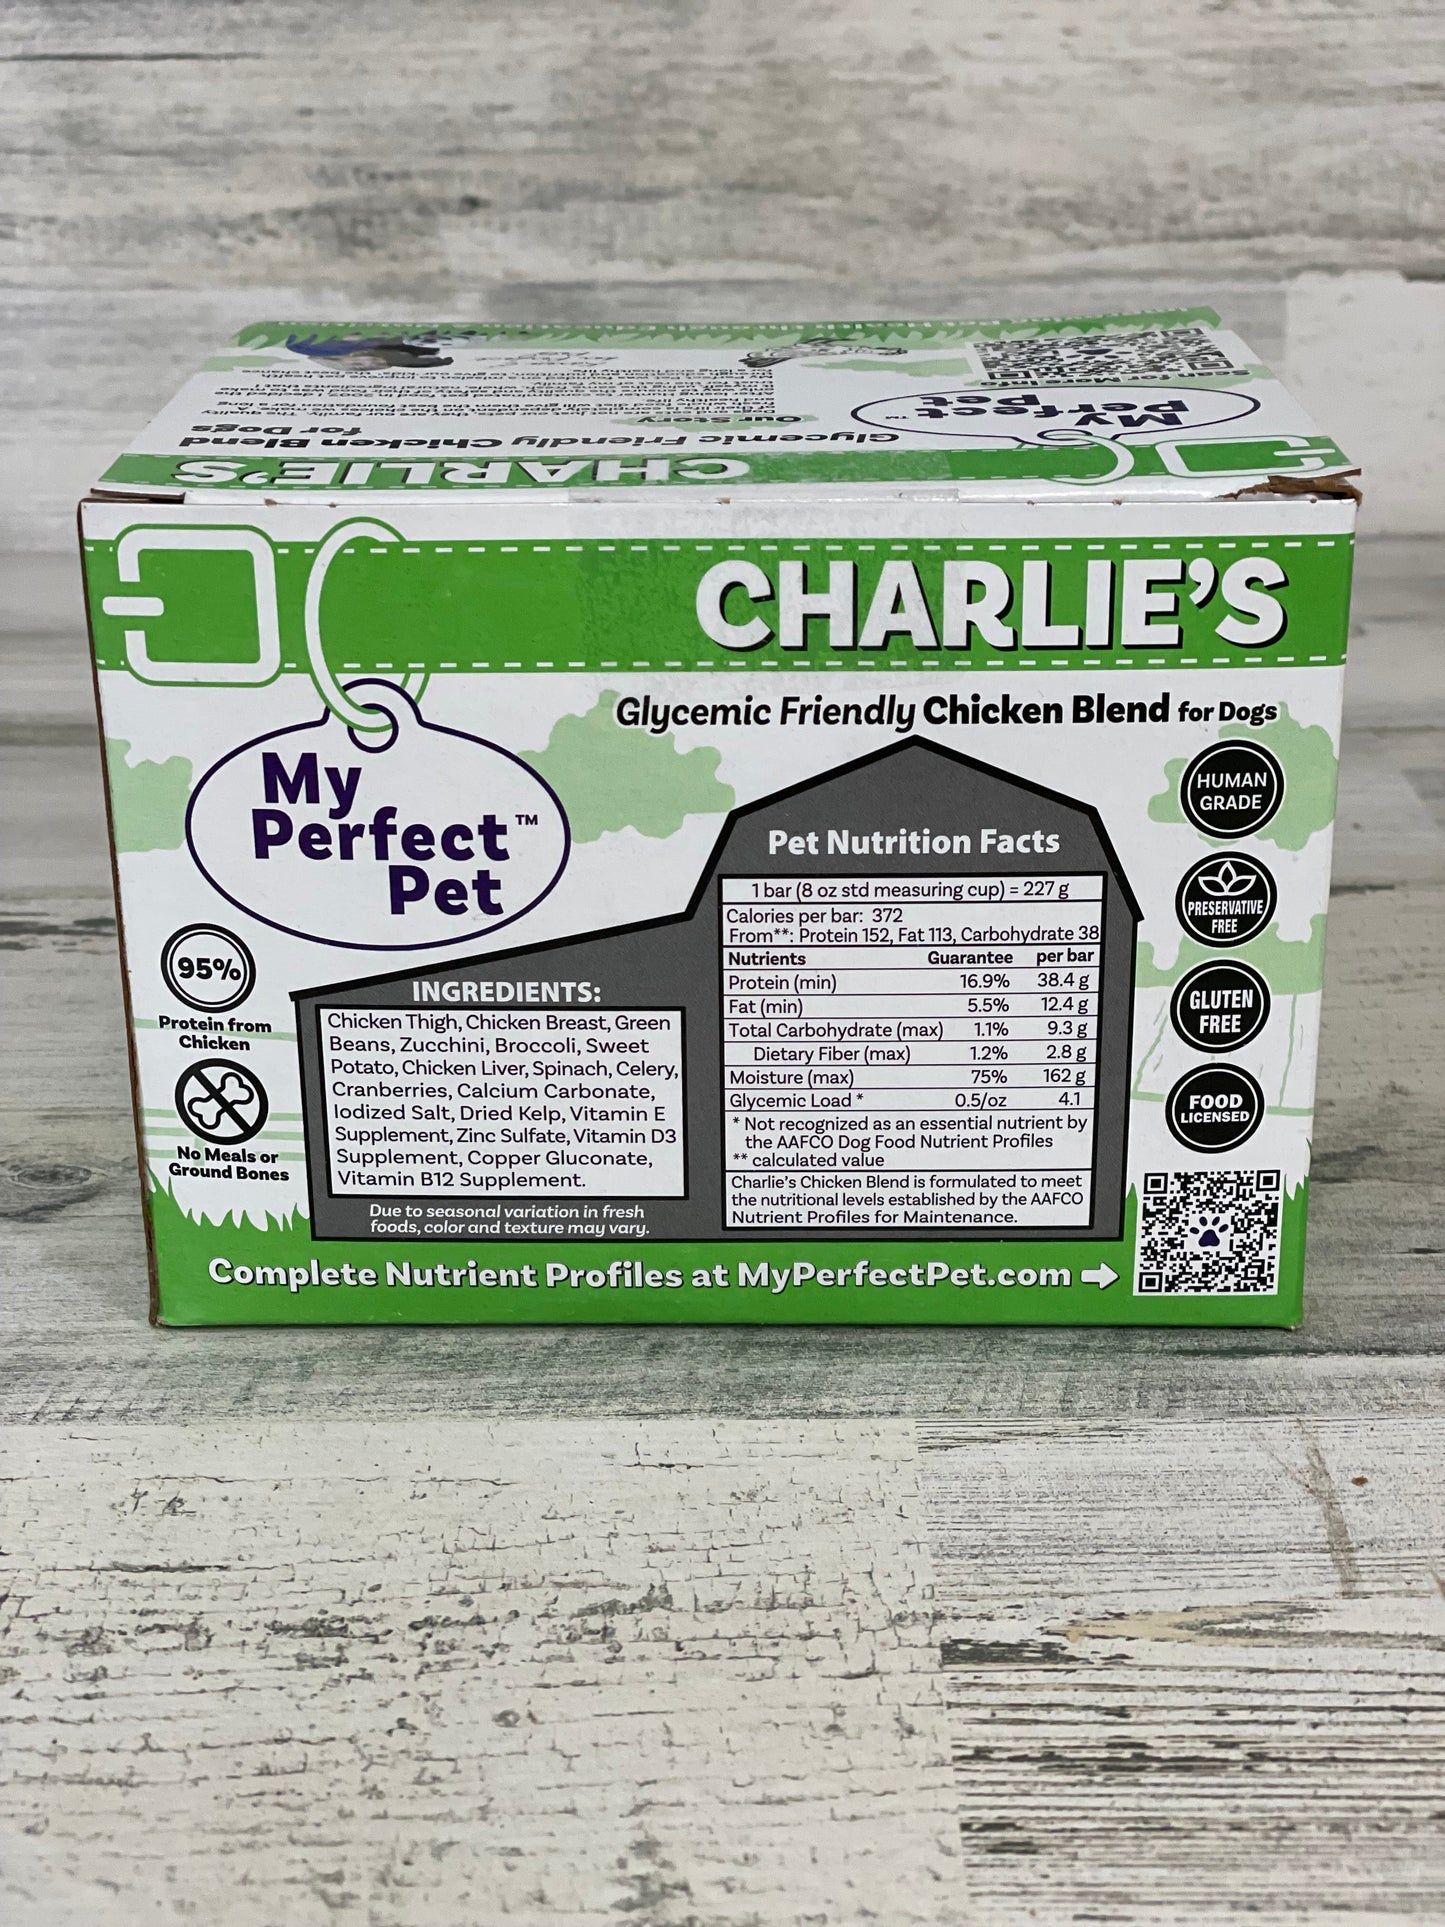 CHARLIE'S
Glycemic Friendly Chicken Blend
for Dogs
Our Story
My
Perfect
Pet™
CHARLIE'S
Glycemic Friendly Chicken Blend for Dogs
My
Perfect™
Pet
95%
Protein from
Chicken
No Meals or
Ground Bones
INGREDIENTS:
Chicken Thigh, Chicken Breast, Green
Beans, Zucchini, Broccoli, Sweet
Potato, Chicken Liver, Spinach, Celery,
Cranberries, Calcium Carbonate,
Iodized Salt, Dried Kelp, Vitamin E
Supplement, Zinc Sulfate, Vitamin D3
Supplement, Copper Gluconate,
Vitamin B12 Supplement.
Due to seasonal variation in fresh
foods, color and texture may vary.
Pet Nutrition Facts
1 bar (8 oz std measuring cup) = 227 g
Calories per bar: 372
From**: Protein 152, Fat 113, Carbohydrate 38
Nutrients Guarantee per bar
Protein (min) 16.9% 38.4 g
Fat (min) 5.5% 12.4 g
Total Carbohydrate (max) 1.1% 9.3 g
Dietary Fiber (max) 1.2% 2.8 g
Moisture (max) 75% 162 g
Glycemic Load * 0.5/oz 4.1
* Not recognized as an essential nutrient by
the AAFCO Dog Food Nutrient Profiles
** calculated value
Charlie's Chicken Blend is formulated to meet
the nutritional levels established by the AAFCO
Nutrient Profiles for Maintenance.
HUMAN
GRADE
PRESERVATIVE
FREE
GLUTEN
FREE
FOOD
LICENSED
Complete Nutrient Profiles at MyPerfectPet.com